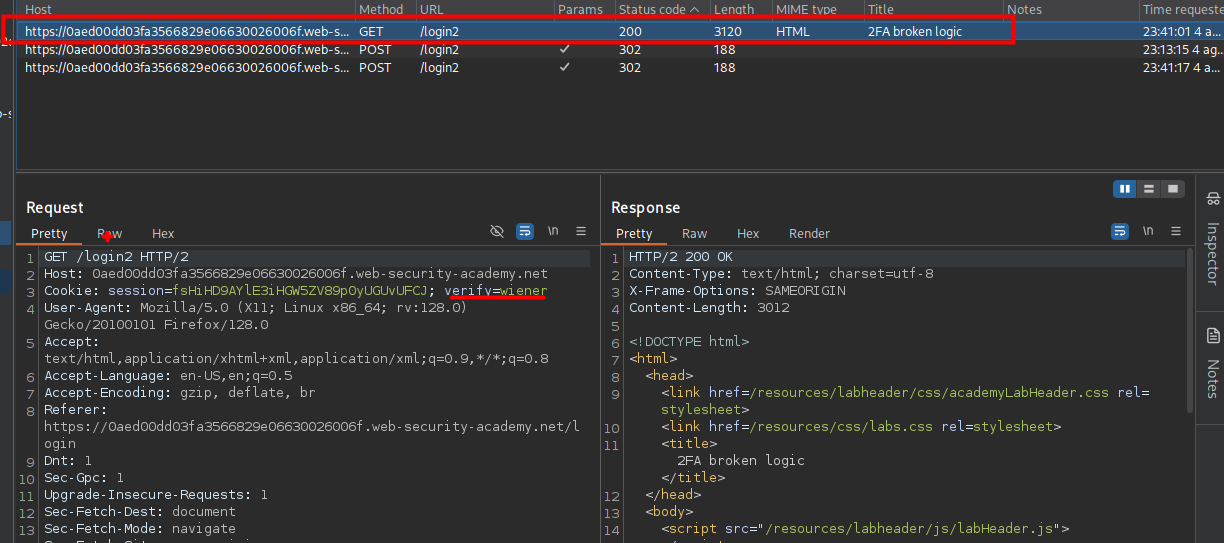 Host Method URL Params Status code Length MIME type Title Notes Time requeste
https://0aed00dd03fa3566829e06630026006f.web-s... GET /login2 200 3120 HTML 2FA broken logic 23:41:01 4 a...
https://0aed00dd03fa3566829e06630026006f.web-s... POST /login2 ✓ 302 188 23:13:15 4 ag...
https://0aed00dd03fa3566829e06630026006f.web-s... POST /login2 ✓ 302 188 23:41:17 4 ag...
Request
Pretty Raw Hex \n
1 GET /login2 HTTP/2
2 Host: 0aed00dd03fa3566829e06630026006f.web-security-academy.net
3 Cookie: session=fsHiHD9AYlE3iHGW5ZV89pOyUGUvUFCJ; verify=wiener
4 User-Agent: Mozilla/5.0 (X11; Linux x86_64; rv:128.0)
Gecko/20100101 Firefox/128.0
5 Accept:
text/html,application/xhtml+xml,application/xml;q=0.9,*/*;q=0.8
6 Accept-Language: en-US,en;q=0.5
7 Accept-Encoding: gzip, deflate, br
8 Referer:
https://0aed00dd03fa3566829e06630026006f.web-security-academy.net/l
ogin
9 Dnt: 1
10 Sec-Gpc: 1
11 Upgrade-Insecure-Requests: 1
12 Sec-Fetch-Dest: document
13 Sec-Fetch-Mode: navigate
Response
Pretty Raw Hex Render \n
1 HTTP/2 200 OK
2 Content-Type: text/html; charset=utf-8
3 X-Frame-Options: SAMEORIGIN
4 Content-Length: 3012
5
6 <!DOCTYPE html>
7 <html>
8 <head>
9 <link href=/resources/labheader/css/academyLabHeader.css rel=
stylesheet>
10 <link href=/resources/css/labs.css rel=stylesheet>
11 <title>
2FA broken logic
</title>
12 </head>
13 <body>
14 <script src="/resources/labheader/js/labHeader.js">
Inspector
Notes